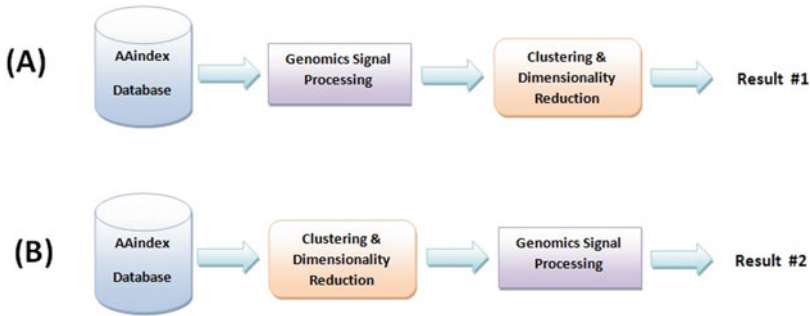 (A)
AAindex
Database
Genomics Signal
Processing
Clustering &
Dimensionality
Reduction
Result #1
(B)
AAindex
Database
Clustering &
Dimensionality
Reduction
Genomics Signal
Processing
Result #2